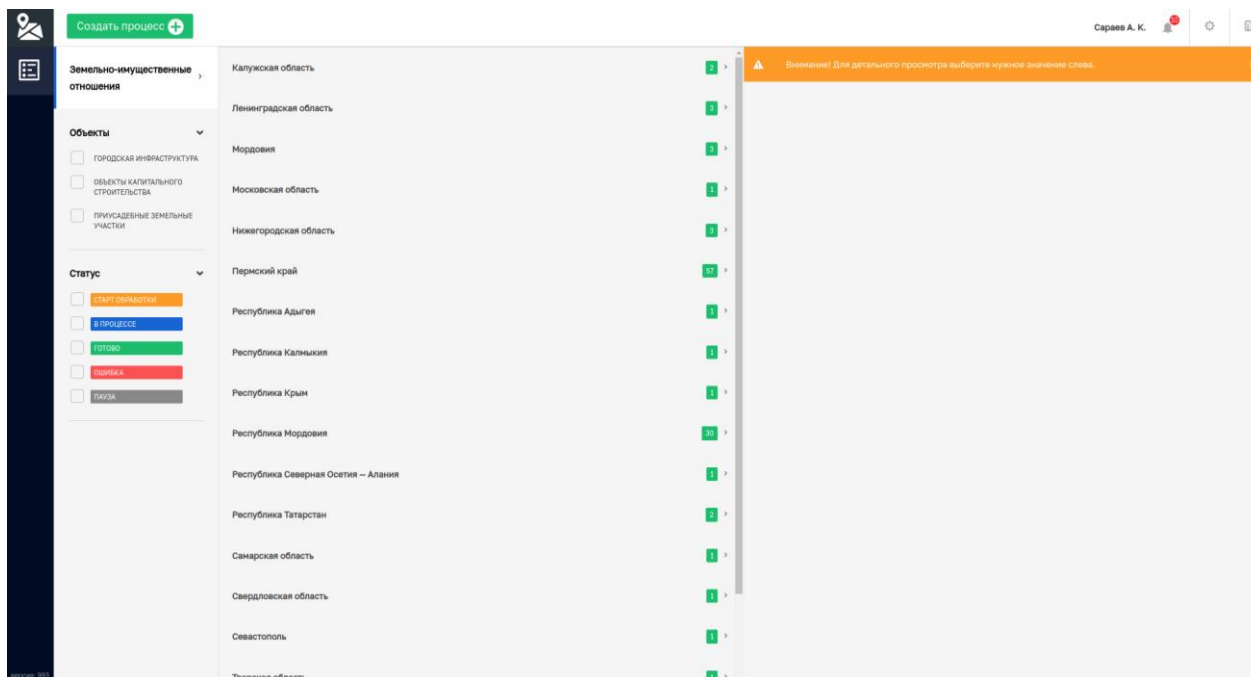 Создать процесс
Сараев А. К.
Земельно-имущественные
отношения
Объекты
ГОРОДСКАЯ ИНФРАСТРУКТУРА
ОБЪЕКТЫ КАПИТАЛЬНОГО
СТРОИТЕЛЬСТВА
ПРИУСАДЕБНЫЕ ЗЕМЕЛЬНЫЕ
УЧАСТКИ
Статус
СТАРТ ОБРАБОТКИ
В ПРОЦЕССЕ
ГОТОВО
ОШИБКА
ПАУЗА
версия: 993
Калужская область 2
Ленинградская область 3
Мордовия 3
Московская область 1
Нижегородская область 3
Пермский край 57
Республика Адыгея 1
Республика Калмыкия 1
Республика Крым 1
Республика Мордовия 30
Республика Северная Осетия — Алания 1
Республика Татарстан 2
Самарская область 1
Свердловская область 1
Севастополь 1
Внимание! Для детального просмотра выберите нужное значение слева.